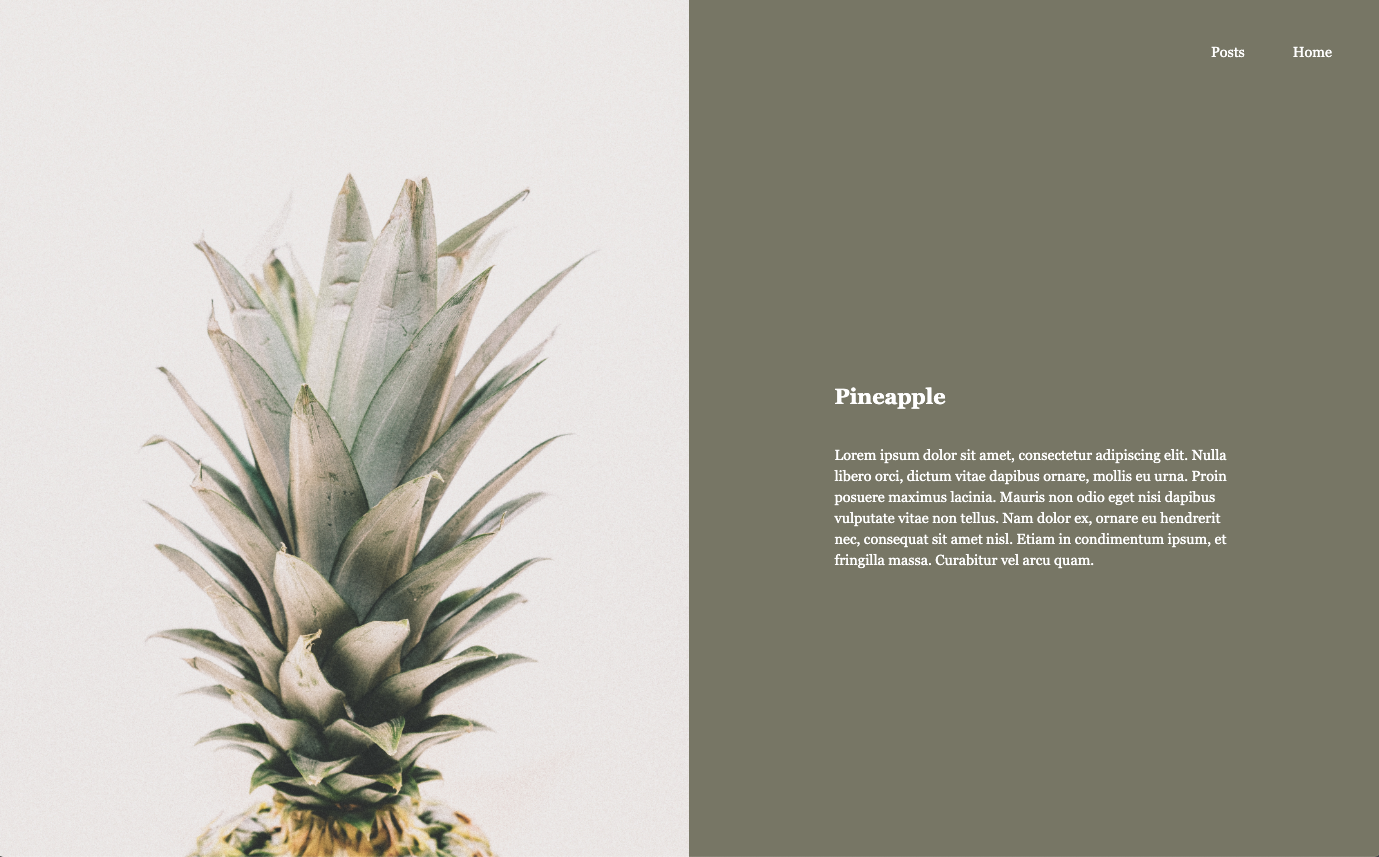 Posts Home
Pineapple
Lorem ipsum dolor sit amet, consectetur adipiscing elit. Nulla
libero orci, dictum vitae dapibus ornare, mollis eu urna. Proin
posuere maximus lacinia. Mauris non odio eget nisi dapibus
vulputate vitae non tellus. Nam dolor ex, ornare eu hendrerit
nec, consequat sit amet nisl. Etiam in condimentum ipsum, et
fringilla massa. Curabitur vel arcu quam.